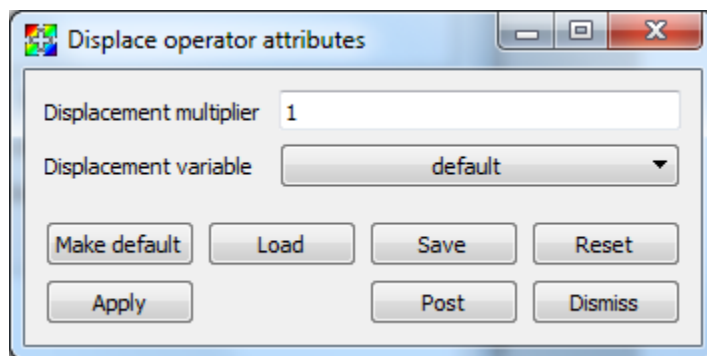 Displace operator attributes
Displacement multiplier 1
Displacement variable default
Make default Load Save Reset
Apply Post Dismiss